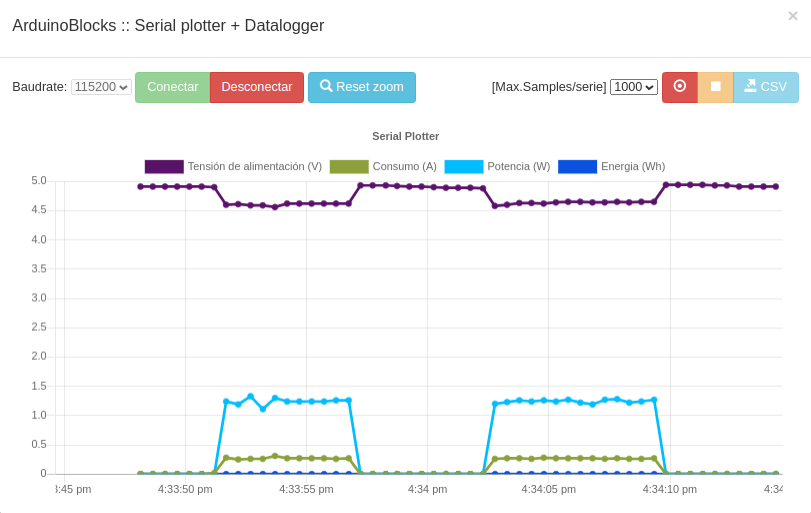 ArduinoBlocks :: Serial plotter + Datalogger
×
Baudrate: 115200 Conectar Desconectar Reset zoom [Max.Samples/serie] 1000 CSV
Serial Plotter
Tensión de alimentación (V) Consumo (A) Potencia (W) Energia (Wh)
5.0
4.5
4.0
3.5
3.0
2.5
2.0
1.5
1.0
0.5
0
:45 pm 4:33:50 pm 4:33:55 pm 4:34 pm 4:34:05 pm 4:34:10 pm 4:34